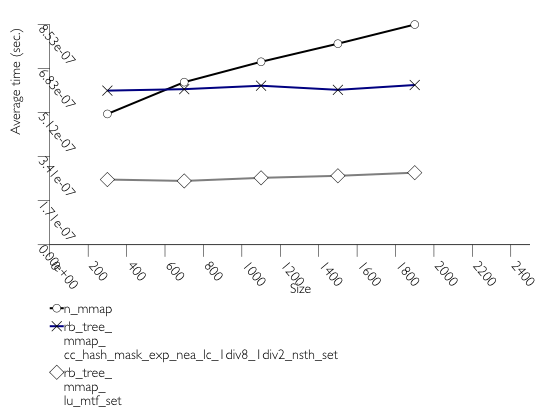 Average time (sec.)
8.53e-07
6.83e-07
5.12e-07
3.41e-07
1.71e-07
0.00e+00
0
200
400
600
800
1000
1200
1400
1600
1800
2000
2200
2400
Size
n_mmap
rb_tree_
mmap_
cc_hash_mask_exp_nea_lc_1div8_1div2_nsth_set
rb_tree_
mmap_
lu_mtf_set